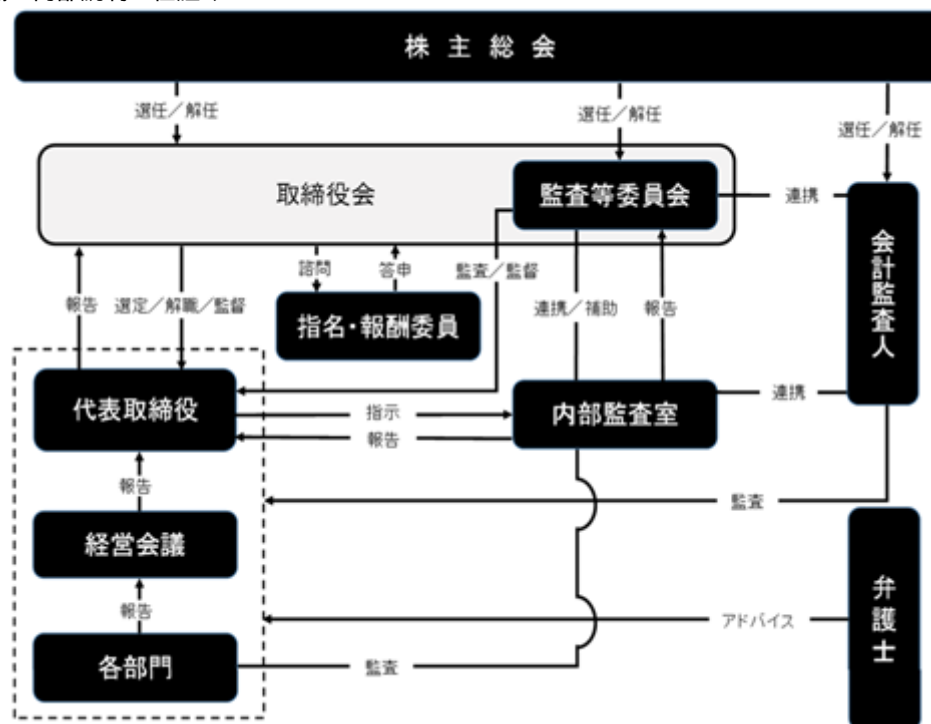 株主総会
選任／解任
選任／解任
選任／解任
取締役会
監査等委員会
連携
会計監査人
諮問
答申
監査／監督
報告
選定／解職／監督
連携／補助
報告
指名・報酬委員
代表取締役
指示
報告
内部監査室
連携
報告
監査
経営会議
報告
アドバイス
弁護士
各部門
監査